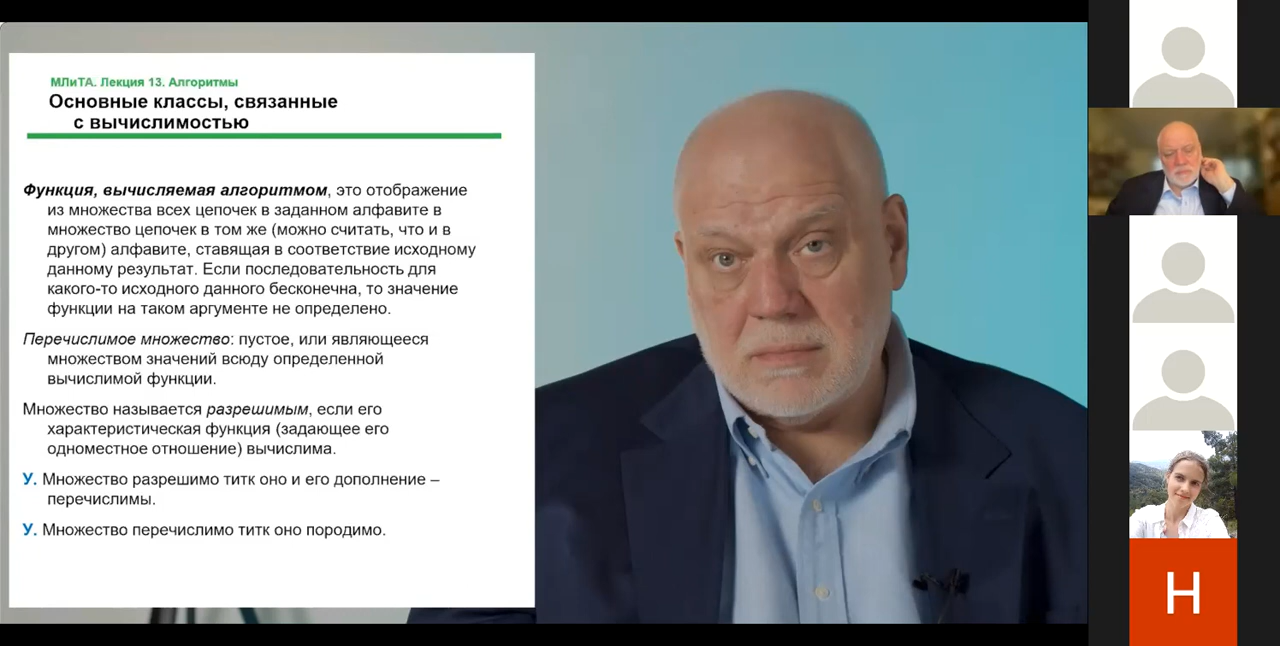 МЛиТА. Лекция 13. Алгоритмы
Основные классы, связанные
с вычислимостью
Функция, вычисляемая алгоритмом, это отображение
из множества всех цепочек в заданном алфавите в
множество цепочек в том же (можно считать, что и в
другом) алфавите, ставящая в соответствие исходному
данному результат. Если последовательность для
какого-то исходного данного бесконечна, то значение
функции на таком аргументе не определено.
Перечислимое множество: пустое, или являющееся
множеством значений всюду определенной
вычислимой функции.
Множество называется разрешимым, если его
характеристическая функция (задающее его
одноместное отношение) вычислима.
У. Множество разрешимо титк оно и его дополнение –
перечислимы.
У. Множество перечислимо титк оно породимо.
Н